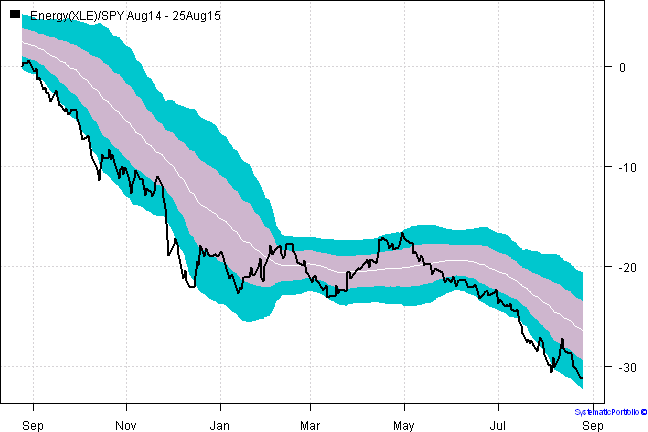 Energy(XLE)/SPY Aug14 - 25Aug15
0
-10
-20
-30
Sep Nov Jan Mar May Jul Sep
SystematicPortfolio ©